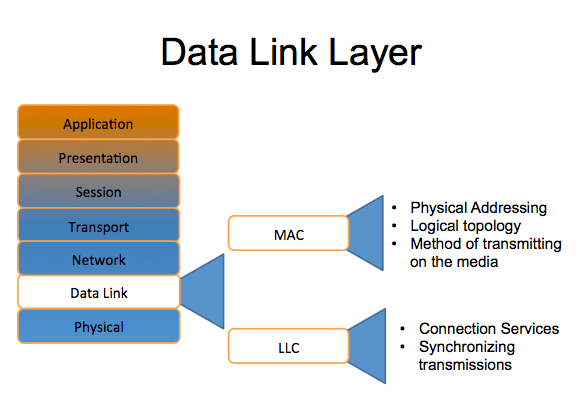 Data Link Layer
Application
Presentation
Session
Transport
Network
Data Link
Physical
MAC
• Physical Addressing
• Logical topology
• Method of transmitting
on the media
LLC
• Connection Services
• Synchronizing
transmissions